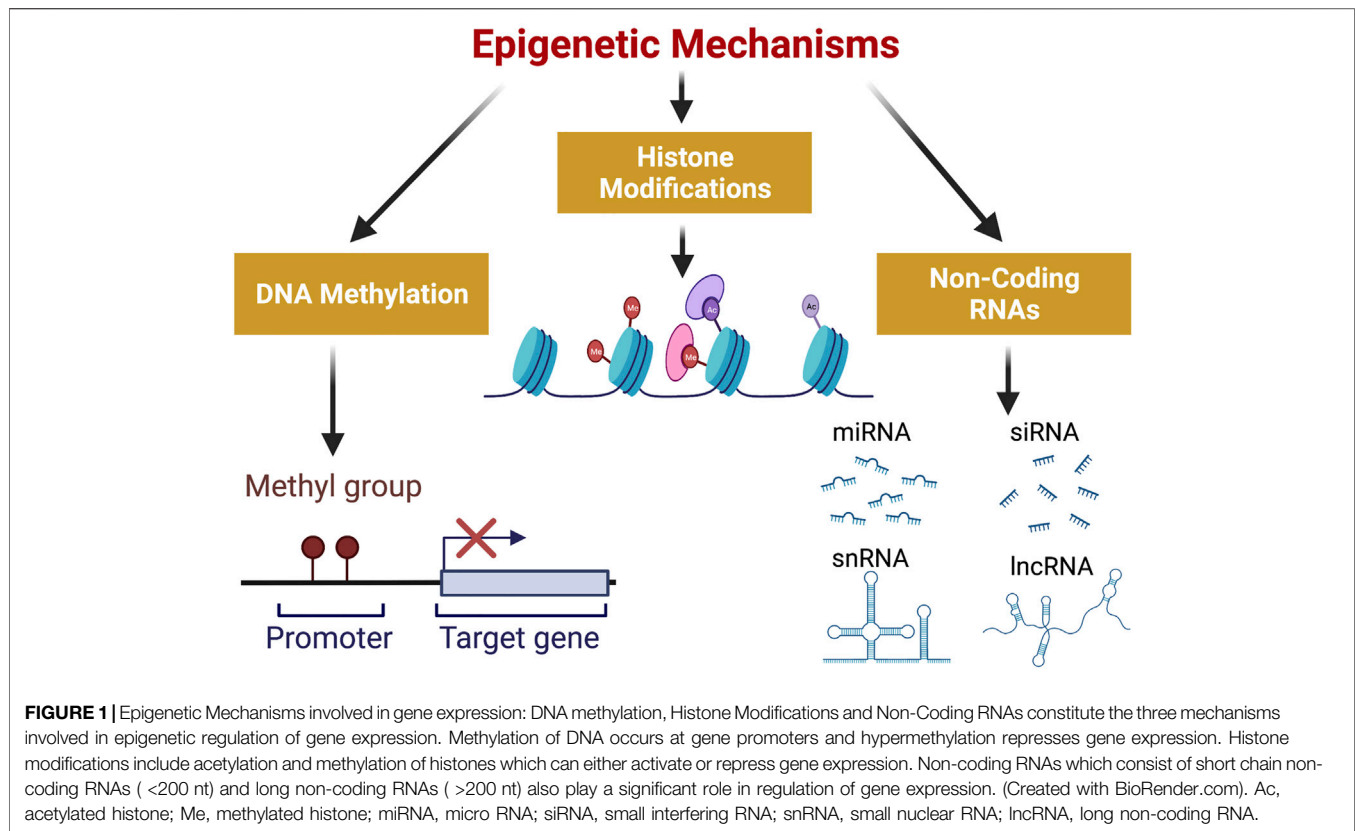 Epigenetic Mechanisms
Histone
Modifications
DNA Methylation
Non-Coding
RNAs
Me
Me
Ac
Me
Ac
Methyl group
Promoter
Target gene
miRNA
siRNA
snRNA
lncRNA
FIGURE 1 | Epigenetic Mechanisms involved in gene expression: DNA methylation, Histone Modifications and Non-Coding RNAs constitute the three mechanisms
involved in epigenetic regulation of gene expression. Methylation of DNA occurs at gene promoters and hypermethylation represses gene expression. Histone
modifications include acetylation and methylation of histones which can either activate or repress gene expression. Non-coding RNAs which consist of short chain non-
coding RNAs ( <200 nt) and long non-coding RNAs ( >200 nt) also play a significant role in regulation of gene expression. (Created with BioRender.com). Ac,
acetylated histone; Me, methylated histone; miRNA, micro RNA; siRNA, small interfering RNA; snRNA, small nuclear RNA; lncRNA, long non-coding RNA.